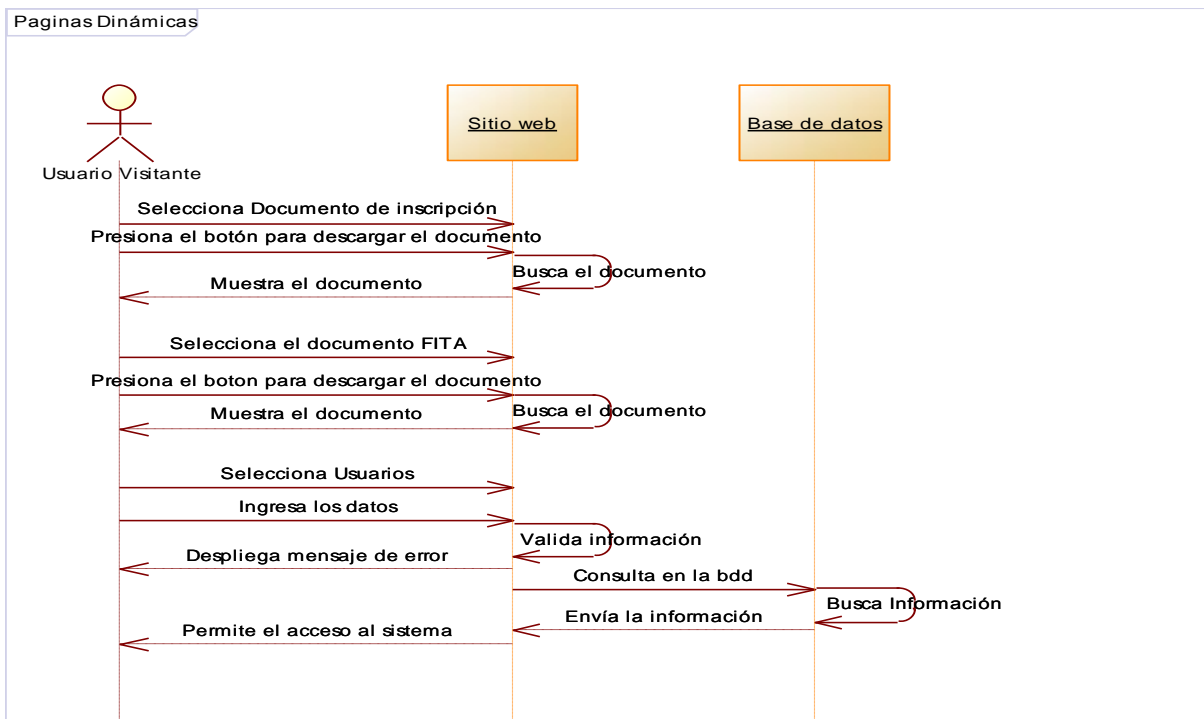 Paginas Dinámicas
Sitio web
Base de datos
Usuario Visitante
Selecciona Documento de inscripción
Presiona el botón para descargar el documento
Busca el documento
Muestra el documento
Selecciona el documento FITA
Presiona el boton para descargar el documento
Busca el documento
Muestra el documento
Selecciona Usuarios
Ingresa los datos
Valida información
Despliega mensaje de error
Consulta en la bdd
Busca Información
Envía la información
Permite el acceso al sistema